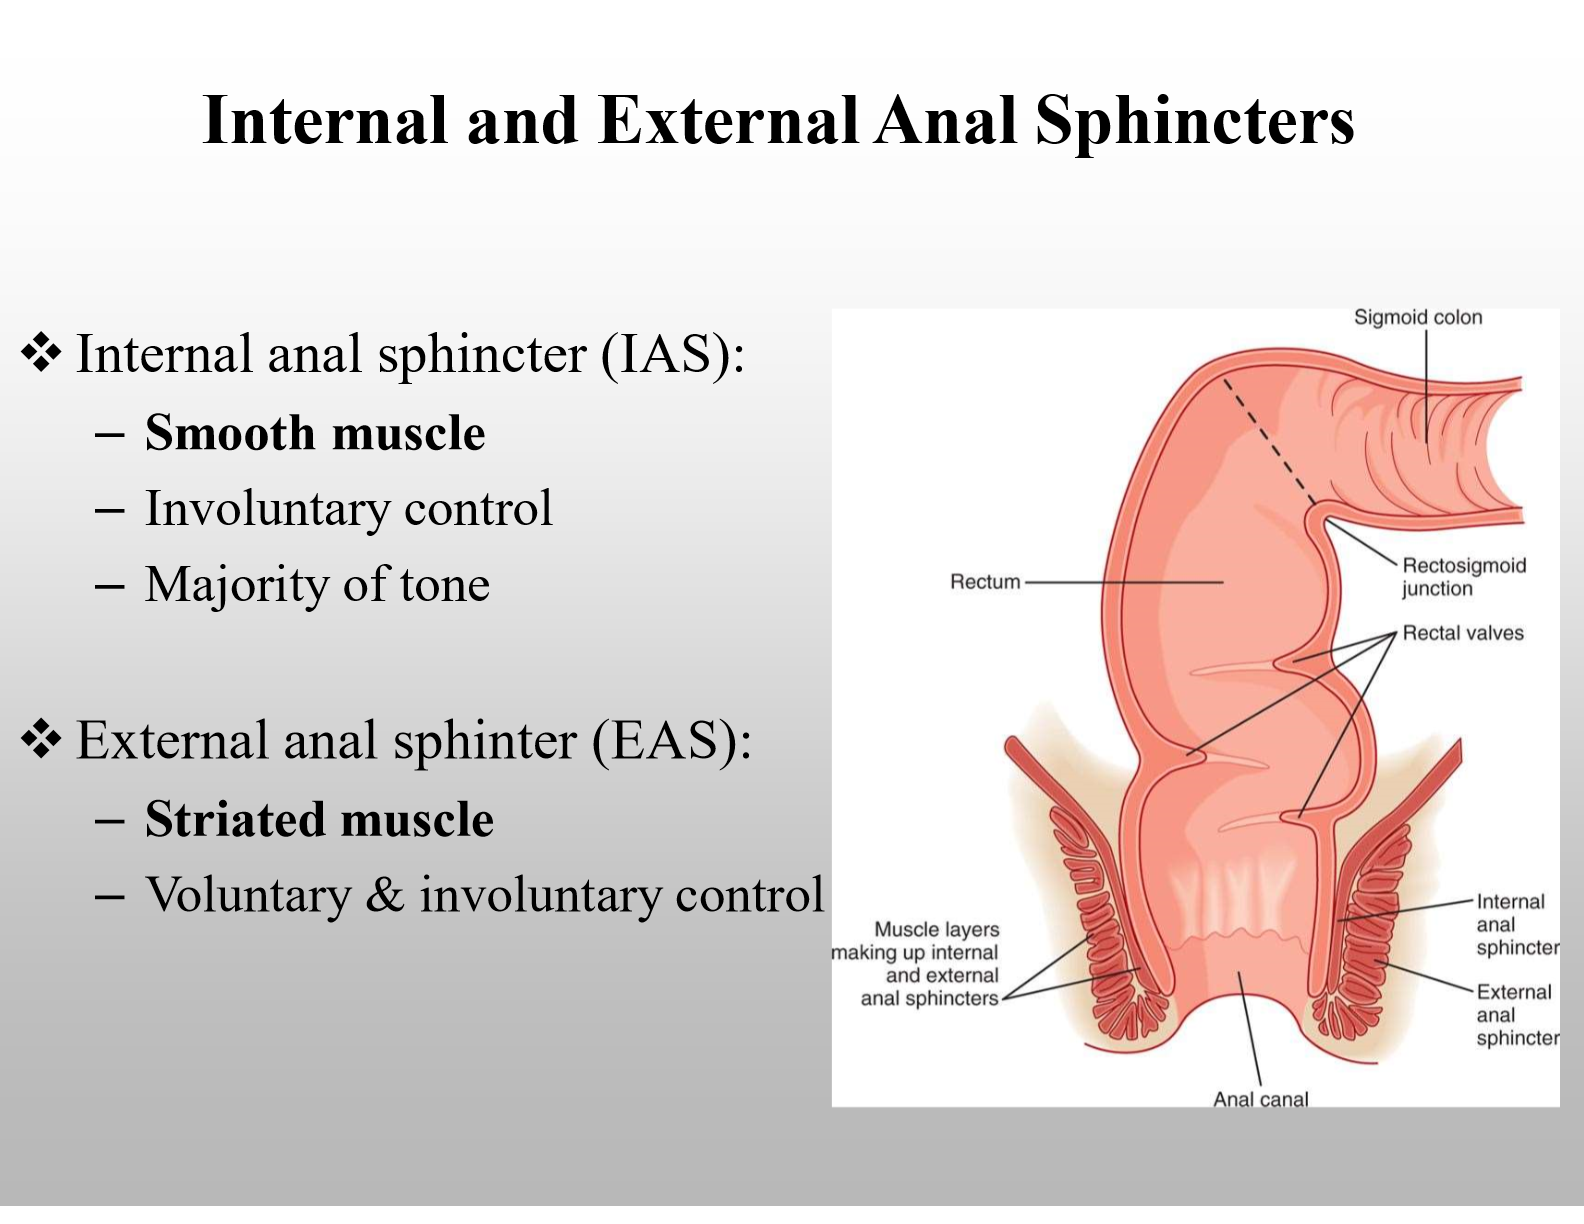 Internal and External Anal Sphincters
❖ Internal anal sphincter (IAS):
– Smooth muscle
– Involuntary control
– Majority of tone
❖ External anal sphinter (EAS):
– Striated muscle
– Voluntary & involuntary control
Sigmoid colon
Rectum
Rectosigmoid
junction
Rectal valves
Muscle layers
making up internal
and external
anal sphincters
Internal
anal
sphincter
External
anal
sphincter
Anal canal